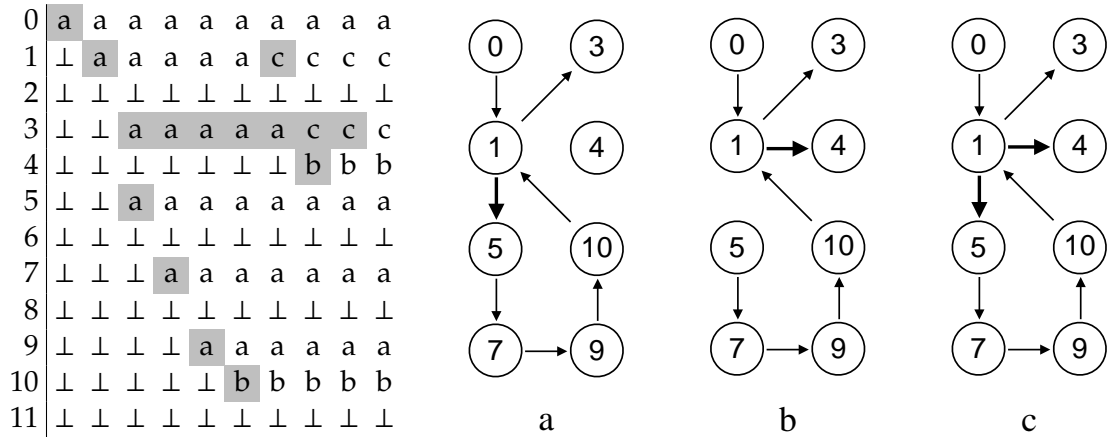 0 a a a a a a a a a a
1 ⊥ a a a a a c c c c
2 ⊥ ⊥ ⊥ ⊥ ⊥ ⊥ ⊥ ⊥ ⊥ ⊥
3 ⊥ ⊥ a a a a a c c c
4 ⊥ ⊥ ⊥ ⊥ ⊥ ⊥ ⊥ b b b
5 ⊥ ⊥ a a a a a a a a
6 ⊥ ⊥ ⊥ ⊥ ⊥ ⊥ ⊥ ⊥ ⊥ ⊥
7 ⊥ ⊥ ⊥ a a a a a a a
8 ⊥ ⊥ ⊥ ⊥ ⊥ ⊥ ⊥ ⊥ ⊥ ⊥
9 ⊥ ⊥ ⊥ ⊥ a a a a a a
10 ⊥ ⊥ ⊥ ⊥ ⊥ b b b b b
11 ⊥ ⊥ ⊥ ⊥ ⊥ ⊥ ⊥ ⊥ ⊥ ⊥
0 3
1 4
5 10
7 9
a
0 3
1 4
5 10
7 9
b
0 3
1 4
5 10
7 9
c